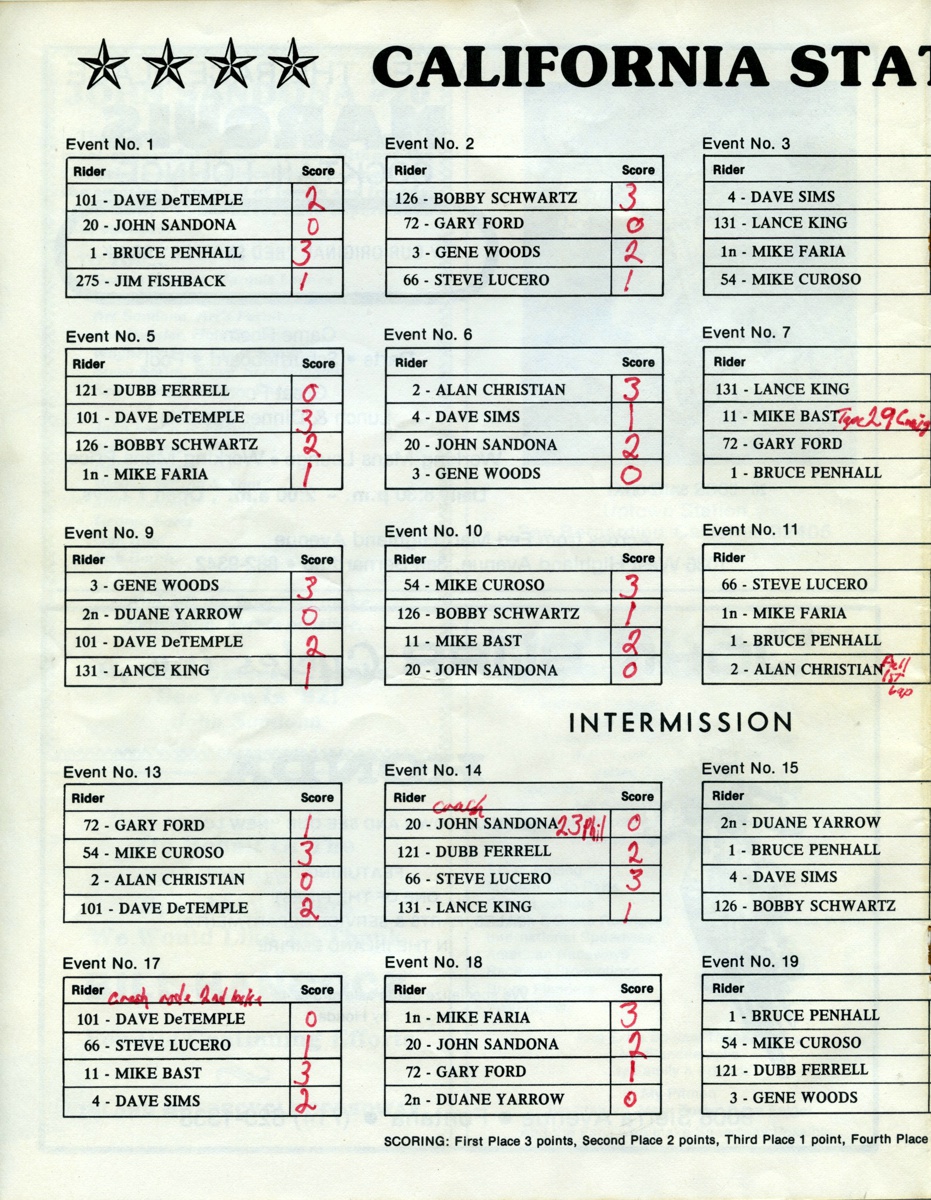 CALIFORNIA STAT
Event No. 1
Rider Score
101 - DAVE DeTEMPLE 2
20 - JOHN SANDONA 0
1 - BRUCE PENHALL 3
275 - JIM FISHBACK 1
Event No. 2
Rider Score
126 - BOBBY SCHWARTZ 3
72 - GARY FORD 0
3 - GENE WOODS 2
66 - STEVE LUCERO 1
Event No. 3
Rider
4 - DAVE SIMS
131 - LANCE KING
1n - MIKE FARIA
54 - MIKE CUROSO
Event No. 5
Rider Score
121 - DUBB FERRELL 0
101 - DAVE DeTEMPLE 3
126 - BOBBY SCHWARTZ 2
1n - MIKE FARIA 1
Event No. 6
Rider Score
2 - ALAN CHRISTIAN 3
4 - DAVE SIMS 1
20 - JOHN SANDONA 2
3 - GENE WOODS 0
Event No. 7
Rider
131 - LANCE KING
11 - MIKE BAST Tape 29
72 - GARY FORD
1 - BRUCE PENHALL
Event No. 9
Rider Score
3 - GENE WOODS 3
2n - DUANE YARROW 0
101 - DAVE DeTEMPLE 2
131 - LANCE KING 1
Event No. 10
Rider Score
54 - MIKE CUROSO 3
126 - BOBBY SCHWARTZ 1
11 - MIKE BAST 2
20 - JOHN SANDONA 0
Event No. 11
Rider
66 - STEVE LUCERO
1n - MIKE FARIA
1 - BRUCE PENHALL
2 - ALAN CHRISTIAN Fell
1st
lap
INTERMISSION
Event No. 13
Rider Score
72 - GARY FORD 1
54 - MIKE CUROSO 3
2 - ALAN CHRISTIAN 0
101 - DAVE DeTEMPLE 2
Event No. 14
Rider Score
crash
20 - JOHN SANDONA 23 Phil 0
121 - DUBB FERRELL 2
66 - STEVE LUCERO 3
131 - LANCE KING 1
Event No. 15
Rider
2n - DUANE YARROW
1 - BRUCE PENHALL
4 - DAVE SIMS
126 - BOBBY SCHWARTZ
Event No. 17
Rider Score
crash rode 2nd bike
101 - DAVE DeTEMPLE 0
66 - STEVE LUCERO 1
11 - MIKE BAST 3
4 - DAVE SIMS 2
Event No. 18
Rider Score
1n - MIKE FARIA 3
20 - JOHN SANDONA 2
72 - GARY FORD 1
2n - DUANE YARROW 0
Event No. 19
Rider
1 - BRUCE PENHALL
54 - MIKE CUROSO
121 - DUBB FERRELL
3 - GENE WOODS
SCORING: First Place 3 points, Second Place 2 points, Third Place 1 point, Fourth Place